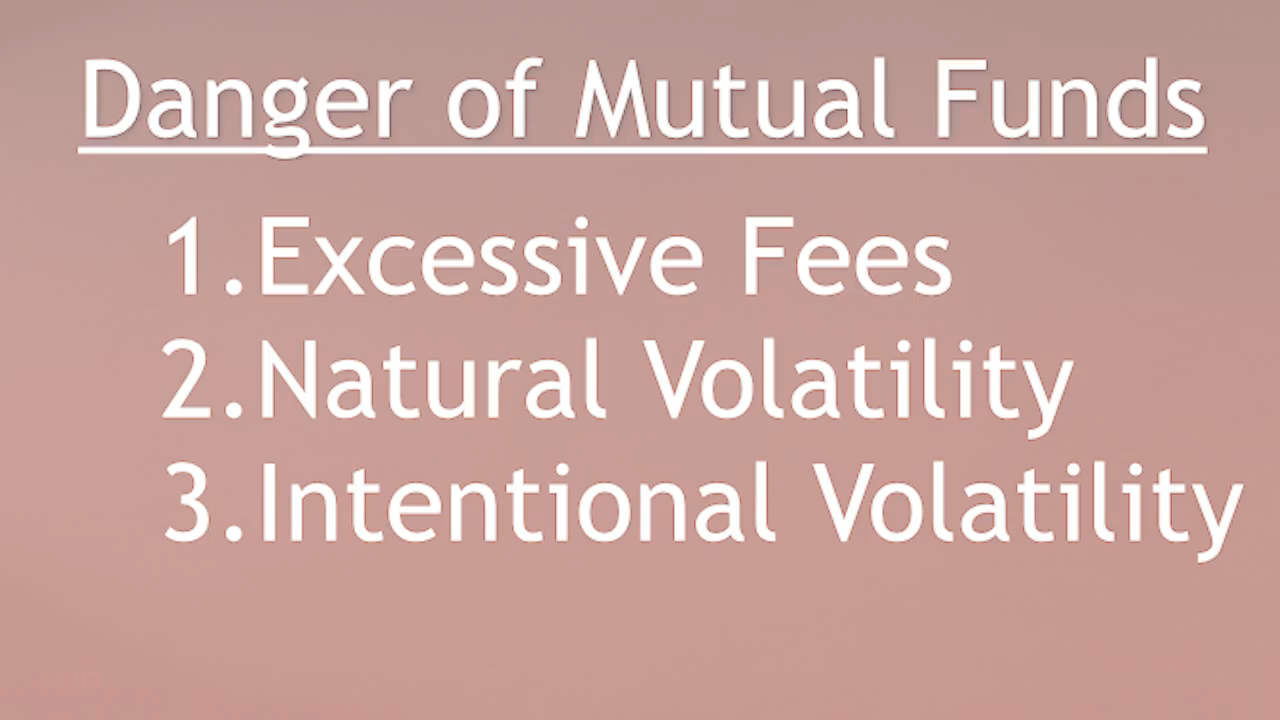 Danger of Mutual Funds
1.Excessive Fees
2.Natural Volatility
3.Intentional Volatility